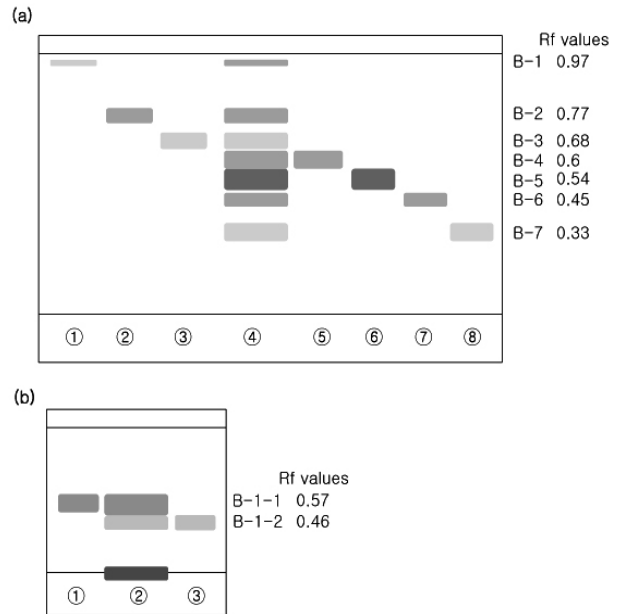 (a)
Rf values
B-1 0.97
B-2 0.77
B-3 0.68
B-4 0.6
B-5 0.54
B-6 0.45
B-7 0.33
① ② ③ ④ ⑤ ⑥ ⑦ ⑧
(b)
Rf values
B-1-1 0.57
B-1-2 0.46
① ② ③